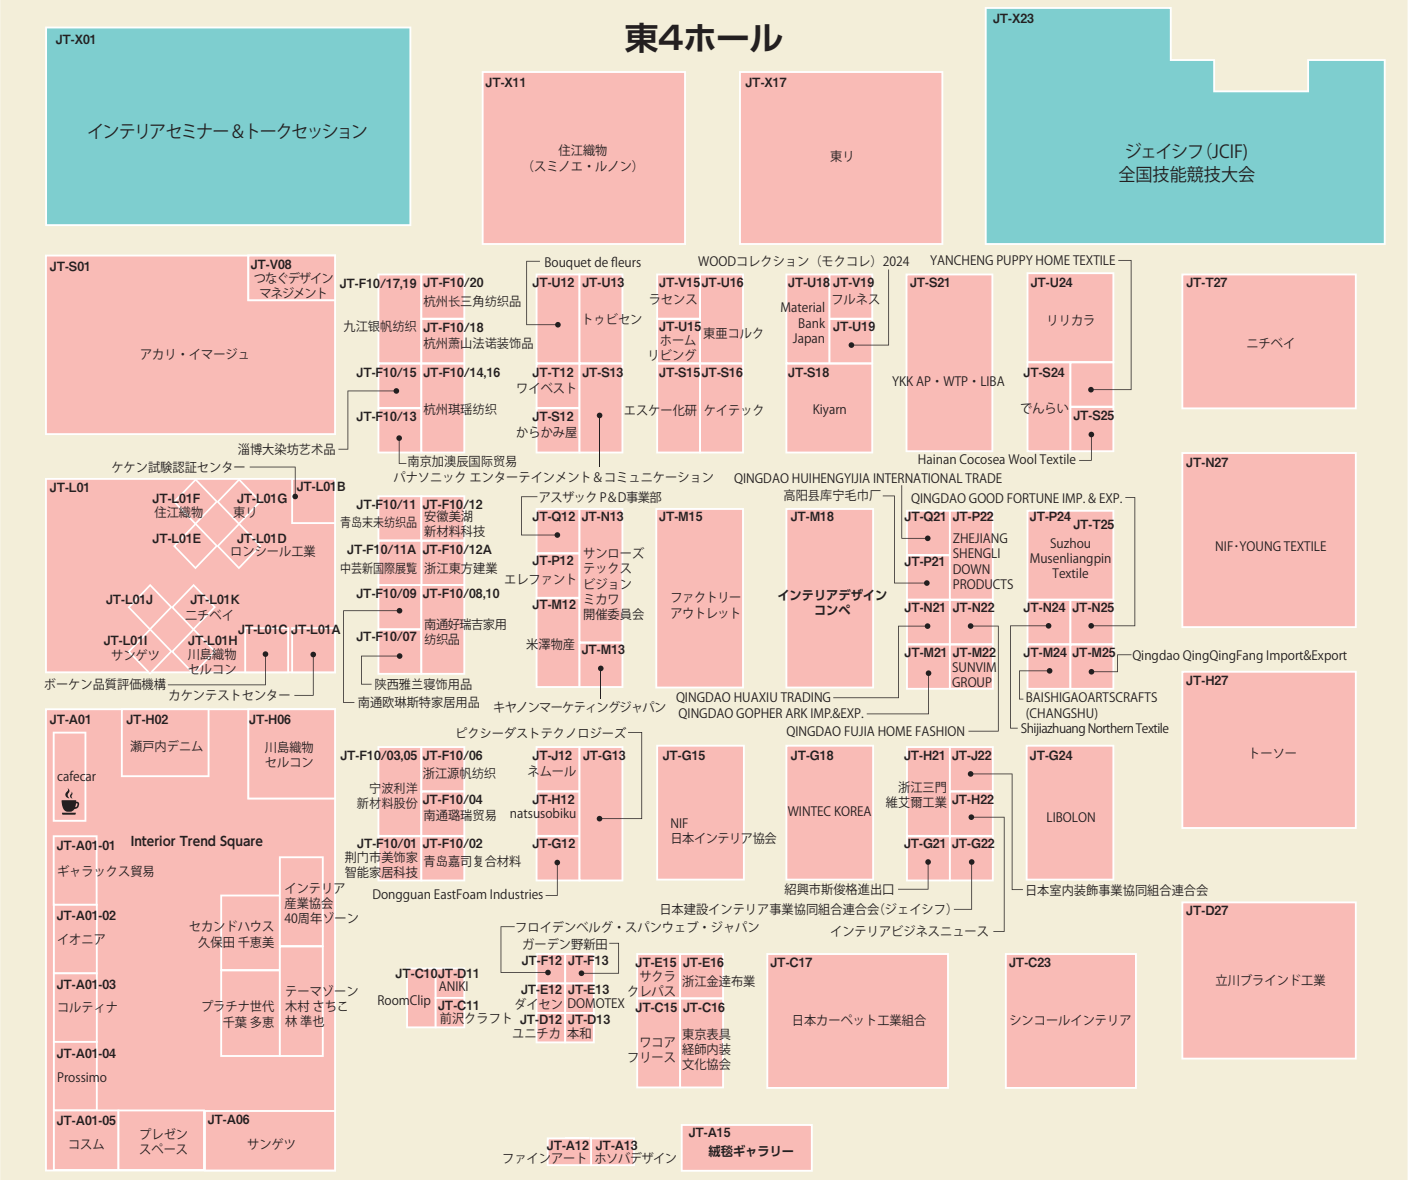 東4ホール
JT-X01
インテリアセミナー＆トークセッション
JT-X11
住江織物
（スミノエ・ルノン）
JT-X17
東リ
JT-X23
ジェイシフ（JCIF）
全国技能競技大会
JT-S01
アカリ・イマージュ
JT-V08
つなぐデザイン
マネジメント
JT-F10/17,19
九江银帆纺织
JT-F10/20
杭州长三角纺织品
JT-F10/18
杭州萧山法诺装饰品
JT-F10/15
淄博大染坊艺术品
JT-F10/14,16
杭州琪瑶纺织
JT-F10/13
南京加澳辰国际贸易
Bouquet de fleurs
JT-U12
JT-U13
トゥビセン
JT-T12
ワイベスト
JT-S12
からかみ屋
JT-S13
パナソニック エンターテインメント＆コミュニケーション
JT-V15
ラセンス
JT-U15
ホーム
リビング
JT-U16
東亜コルク
JT-S15
エスケー化研
JT-S16
ケイテック
WOODコレクション（モクコレ）2024
JT-U18
Material
Bank
Japan
JT-V19
フルネス
JT-U19
JT-S18
Kiyarn
JT-S21
YKK AP・WTP・LIBA
YANCHENG PUPPY HOME TEXTILE
JT-U24
リリカラ
JT-S24
でんらい
JT-S25
Hainan Cocosea Wool Textile
JT-T27
ニチベイ
ケケン試験認証センター
JT-L01
JT-L01B
JT-L01F
住江織物
JT-L01G
東リ
JT-L01E
JT-L01D
ロンシール工業
JT-L01J
JT-L01K
ニチベイ
JT-L01I
サンゲツ
JT-L01H
川島織物
セルコン
JT-L01C
JT-L01A
ボーケン品質評価機構
カケンテストセンター
JT-F10/11
青岛末末纺织品
JT-F10/12
安徽美湖
新材料科技
JT-F10/11A
中芸新国際展覧
JT-F10/12A
浙江東方建業
JT-F10/09
JT-F10/08,10
南通好瑞吉家用
纺织品
JT-F10/07
陕西雅兰寝饰用品
南通欧琳斯特家居用品
アスザック P＆D事業部
JT-Q12
JT-N13
サンローズ
テックス
ビジョン
ミカワ
開催委員会
JT-P12
エレファント
JT-M12
米澤物産
JT-M13
キヤノンマーケティングジャパン
JT-M15
ファクトリー
アウトレット
JT-M18
インテリアデザイン
コンペ
QINGDAO HUIHENGYIJIA INTERNATIONAL TRADE
高阳县库宁毛巾厂
QINGDAO GOOD FORTUNE IMP. & EXP.
JT-Q21
JT-P22
ZHEJIANG
SHENGLI
DOWN
PRODUCTS
JT-P21
JT-N21
JT-N22
JT-M21
JT-M22
SUNVIM
GROUP
QINGDAO HUAXIU TRADING
QINGDAO GOPHER ARK IMP.&EXP.
QINGDAO FUJIA HOME FASHION
JT-P24
JT-T25
Suzhou
Musenliangpin
Textile
JT-N24
JT-N25
JT-M24
JT-M25
Qingdao QingQingFang Import&Export
BAISHIGAOARTSCRAFTS
(CHANGSHU)
Shijiazhuang Northern Textile
JT-N27
NIF・YOUNG TEXTILE
JT-H27
トーソー
JT-A01
cafecar
JT-H02
瀬戸内デニム
JT-H06
川島織物
セルコン
Interior Trend Square
JT-A01-01
ギャラックス貿易
JT-A01-02
イオニア
JT-A01-03
コルティナ
JT-A01-04
Prossimo
JT-A01-05
コスム
プレゼン
スペース
JT-A06
サンゲツ
インテリア
産業協会
40周年ゾーン
セカンドハウス
久保田 千恵美
プラチナ世代
千葉 多恵
テーマゾーン
木村 さちこ
林 準也
JT-F10/03,05
宁波利洋
新材料股份
JT-F10/06
浙江源帆纺织
JT-F10/04
南通璐瑞贸易
JT-F10/01
荆门市美饰家
智能家居科技
JT-F10/02
青岛嘉司复合材料
ピクシーダストテクノロジーズ
JT-J12
ネムール
JT-G13
JT-H12
natsusobiku
JT-G12
Dongguan EastFoam Industries
JT-G15
NIF
日本インテリア協会
JT-G18
WINTEC KOREA
JT-H21
浙江三門
維艾爾工業
JT-J22
JT-H22
JT-G21
JT-G22
紹興市斯俊格進出口
日本建設インテリア事業協同組合連合会（ジェイシフ）
インテリアビジネスニュース
日本室内装飾事業協同組合連合会
JT-G24
LIBOLON
フロイデンベルグ・スパンウェブ・ジャパン
ガーデン野新田
JT-F12
JT-F13
JT-E12
ダイセン
JT-E13
DOMOTEX
JT-D12
ユニチカ
JT-D13
本和
JT-C10
RoomClip
JT-D11
ANIKI
JT-C11
前沢クラフト
JT-E15
サクラ
クレパス
JT-E16
浙江金達布業
JT-C15
ワコア
フリース
JT-C16
東京表具
経師内装
文化協会
JT-C17
日本カーペット工業組合
JT-C23
シンコールインテリア
JT-D27
立川ブラインド工業
JT-A12
ファインアート
JT-A13
ホソバデザイン
JT-A15
絨毯ギャラリー